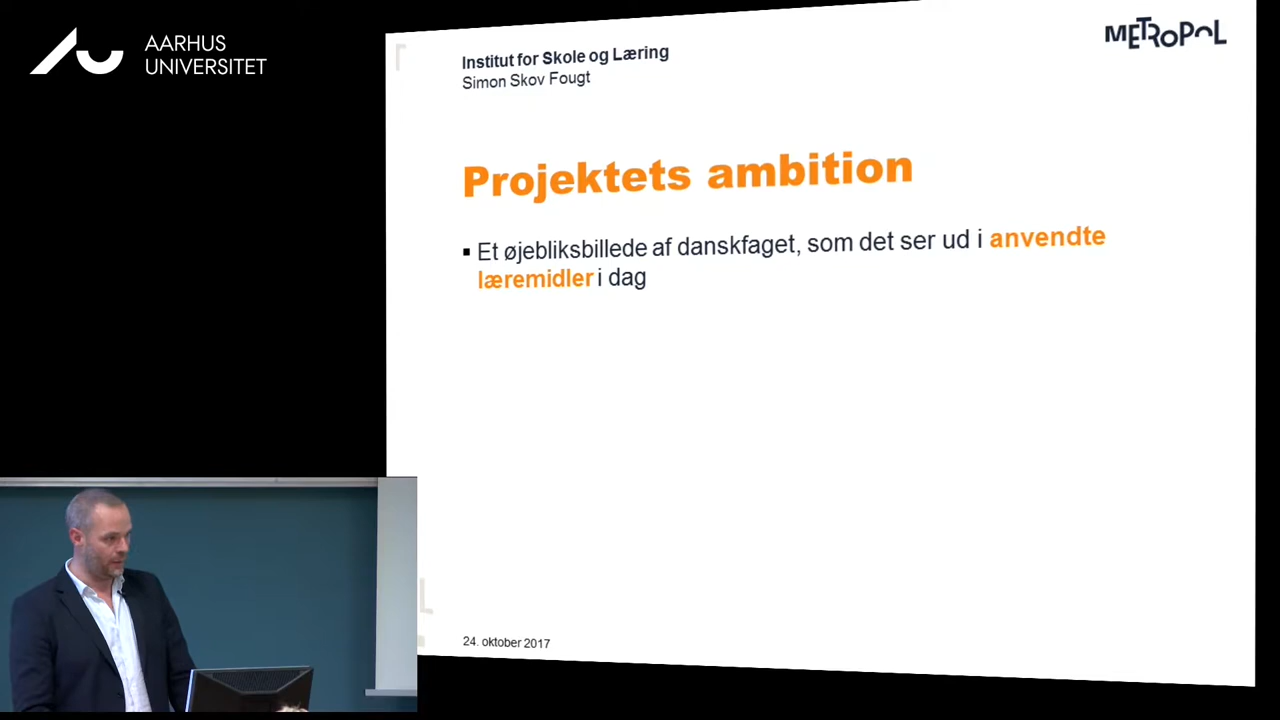 AARHUS
UNIVERSITET
METROPOL
Institut for Skole og Læring
Simon Skov Fougt
Projektets ambition
Et øjebliksbillede af danskfaget, som det ser ud i anvendte
læremidler i dag
24. oktober 2017